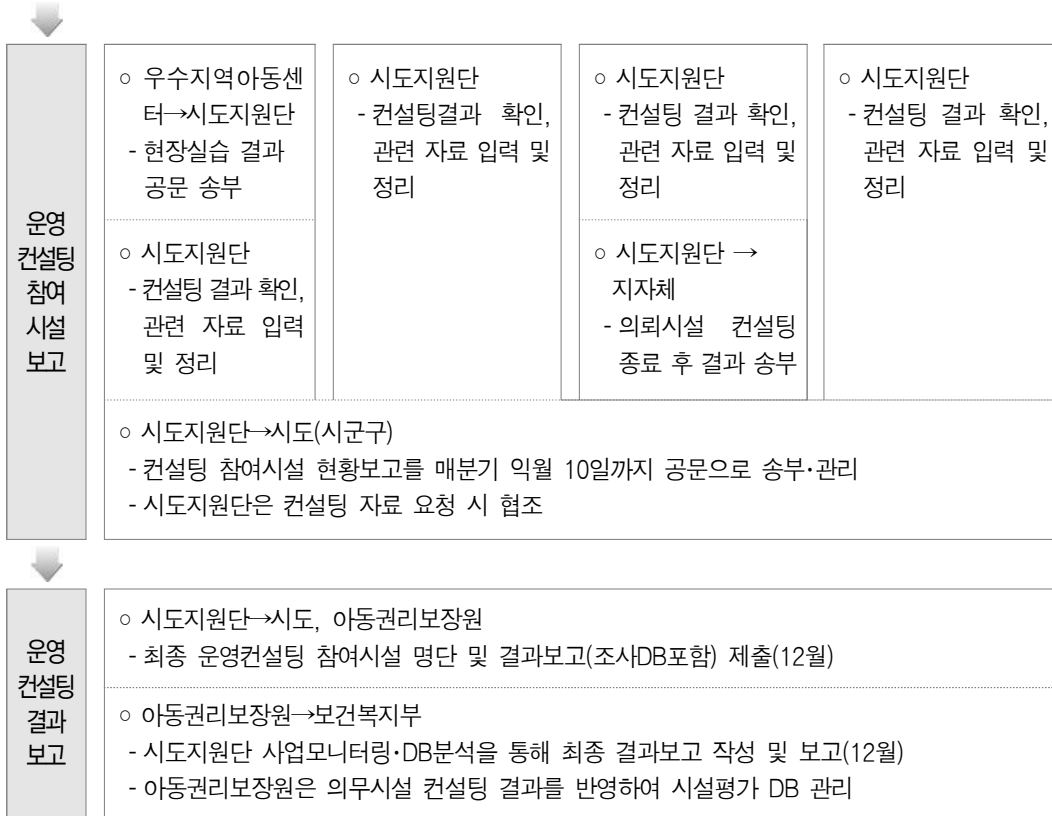 운영
컨설팅
참여
시설
보고
○ 우수지역아동센
터→시도지원단
- 현장실습 결과
공문 송부
○ 시도지원단
- 컨설팅 결과 확인,
관련 자료 입력
및 정리
○ 시도지원단
- 컨설팅결과 확인,
관련 자료 입력 및
정리
○ 시도지원단
- 컨설팅 결과 확인,
관련 자료 입력 및
정리
○ 시도지원단 →
지자체
- 의뢰시설 컨설팅
종료 후 결과 송부
○ 시도지원단
- 컨설팅 결과 확인,
관련 자료 입력 및
정리
○ 시도지원단→시도(시군구)
- 컨설팅 참여시설 현황보고를 매분기 익월 10일까지 공문으로 송부·관리
- 시도지원단은 컨설팅 자료 요청 시 협조
운영
컨설팅
결과
보고
○ 시도지원단→시도, 아동권리보장원
- 최종 운영컨설팅 참여시설 명단 및 결과보고(조사DB포함) 제출(12월)
○ 아동권리보장원→보건복지부
- 시도지원단 사업모니터링·DB분석을 통해 최종 결과보고 작성 및 보고(12월)
- 아동권리보장원은 의무시설 컨설팅 결과를 반영하여 시설평가 DB 관리